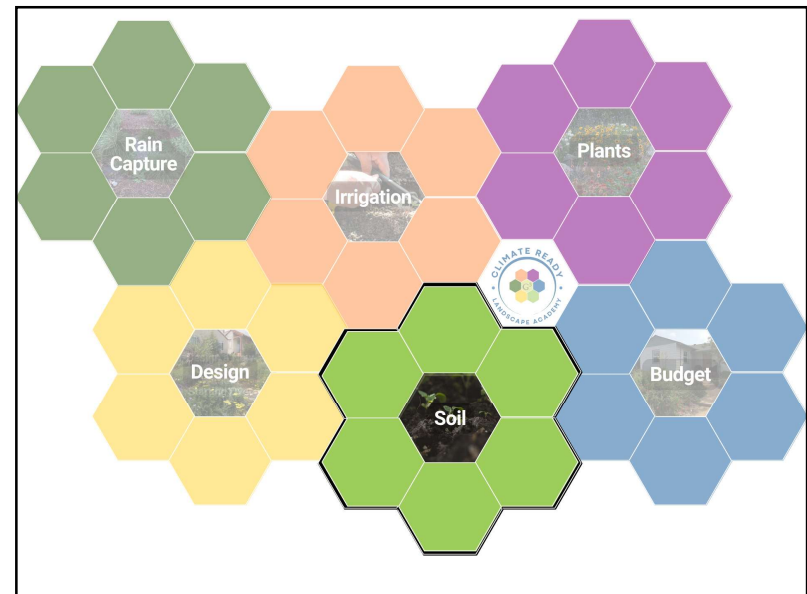 Rain
Capture
Irrigation
Plants
CLIMATE READY
LANDSCAPE ACADEMY
Design
Soil
Budget